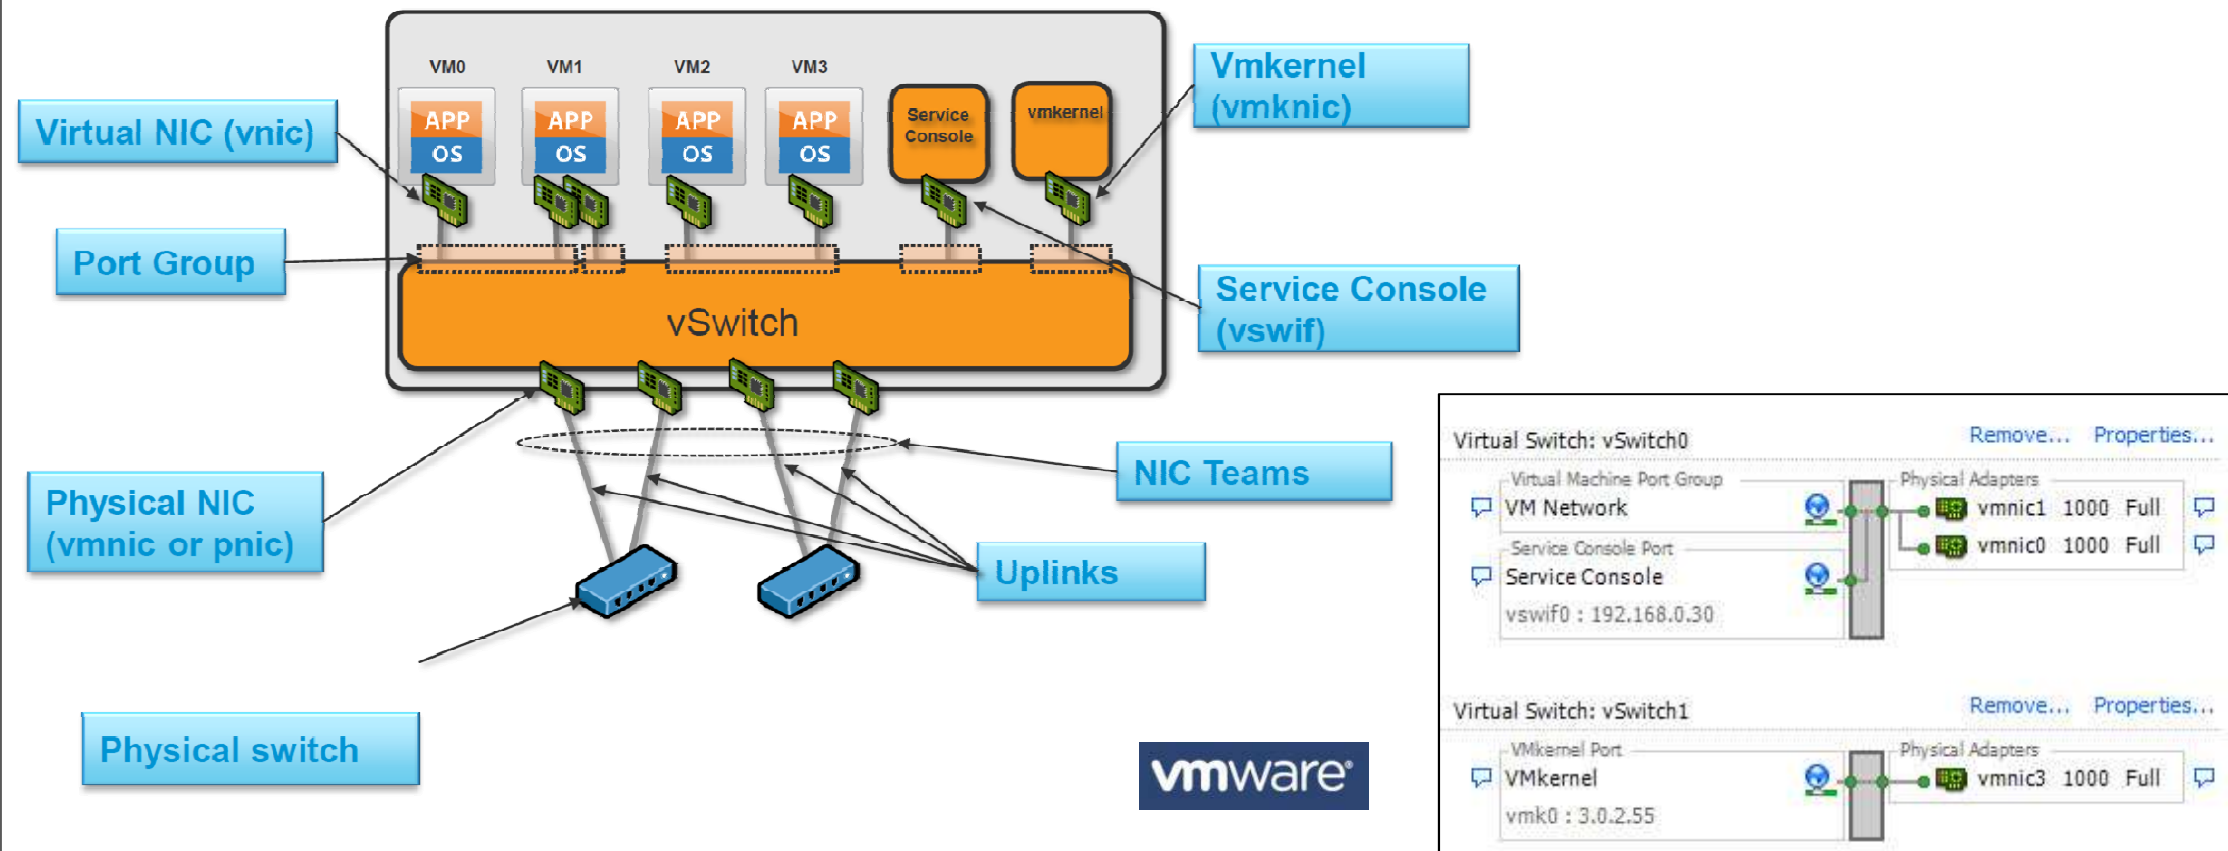 VM0
VM1
VM2
VM3
APP
OS
APP
OS
APP
OS
APP
OS
Service
Console
vmkernel
Vmkernel
(vmknic)
Virtual NIC (vnic)
Port Group
Service Console
(vswif)
vSwitch
Physical NIC
(vmnic or pnic)
NIC Teams
Uplinks
Physical switch
vmware®
Virtual Switch: vSwitch0
Remove... Properties...
Virtual Machine Port Group
VM Network
Physical Adapters
vmnic1 1000 Full
vmnic0 1000 Full
Service Console Port
Service Console
vswif0 : 192.168.0.30
Virtual Switch: vSwitch1
Remove... Properties...
VMkernel Port
VMkernel
vmk0 : 3.0.2.55
Physical Adapters
vmnic3 1000 Full